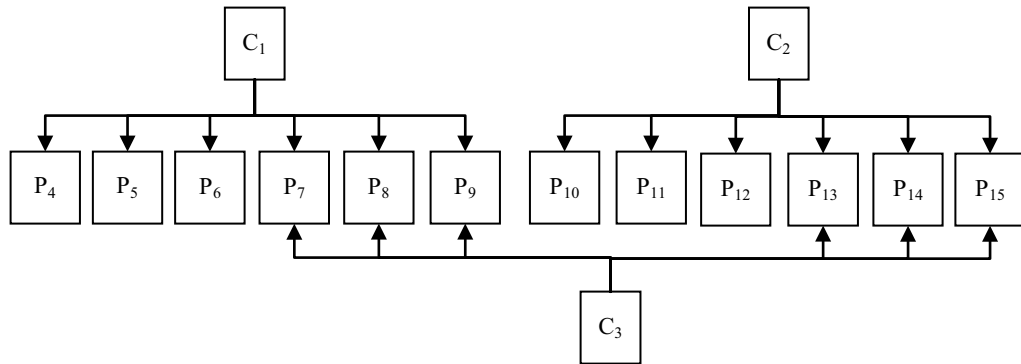 C₁ C₂
P₄ P₅ P₆ P₇ P₈ P₉ P₁₀ P₁₁ P₁₂ P₁₃ P₁₄ P₁₅
C₃